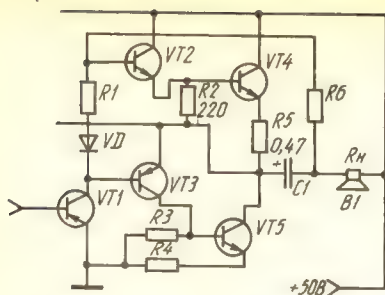 VT2
VT4
R1
R2
220
R6
R5
0,47
VD
VT3
+
C1
Rн
VT1
B1
R3
VT5
R4
+50В